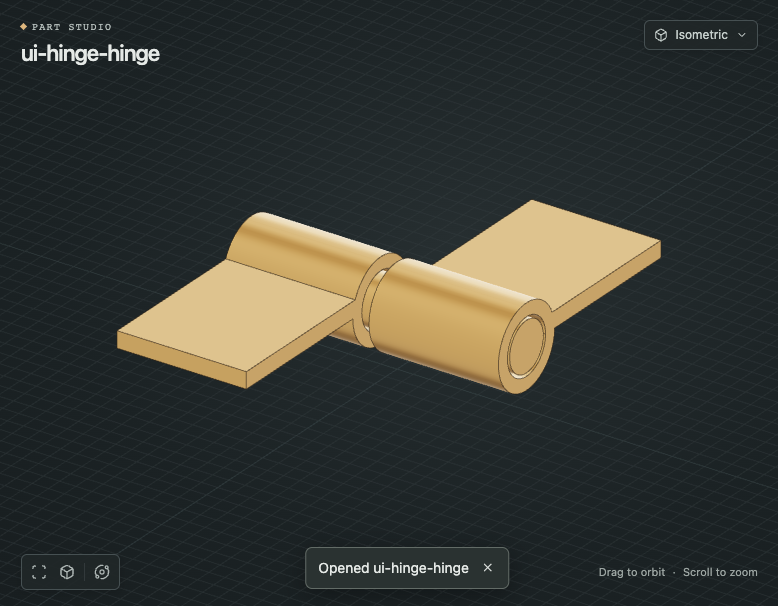 PART STUDIO
ui-hinge-hinge
Isometric
Opened ui-hinge-hinge
Drag to orbit · Scroll to zoom